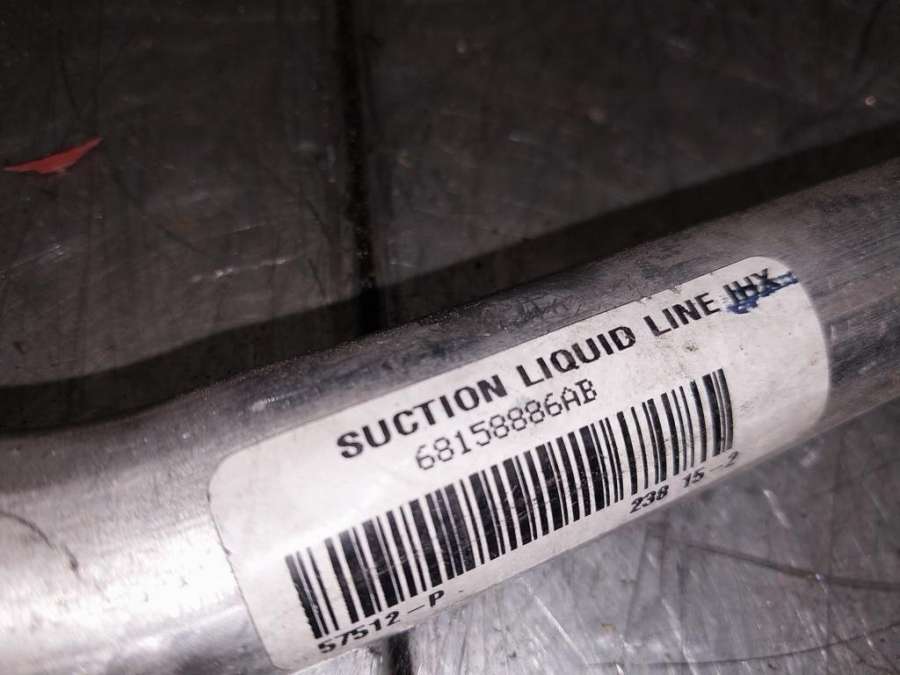 SUCTION LIQUID LINE IHX
68158886AB
238 15-2
57512-P